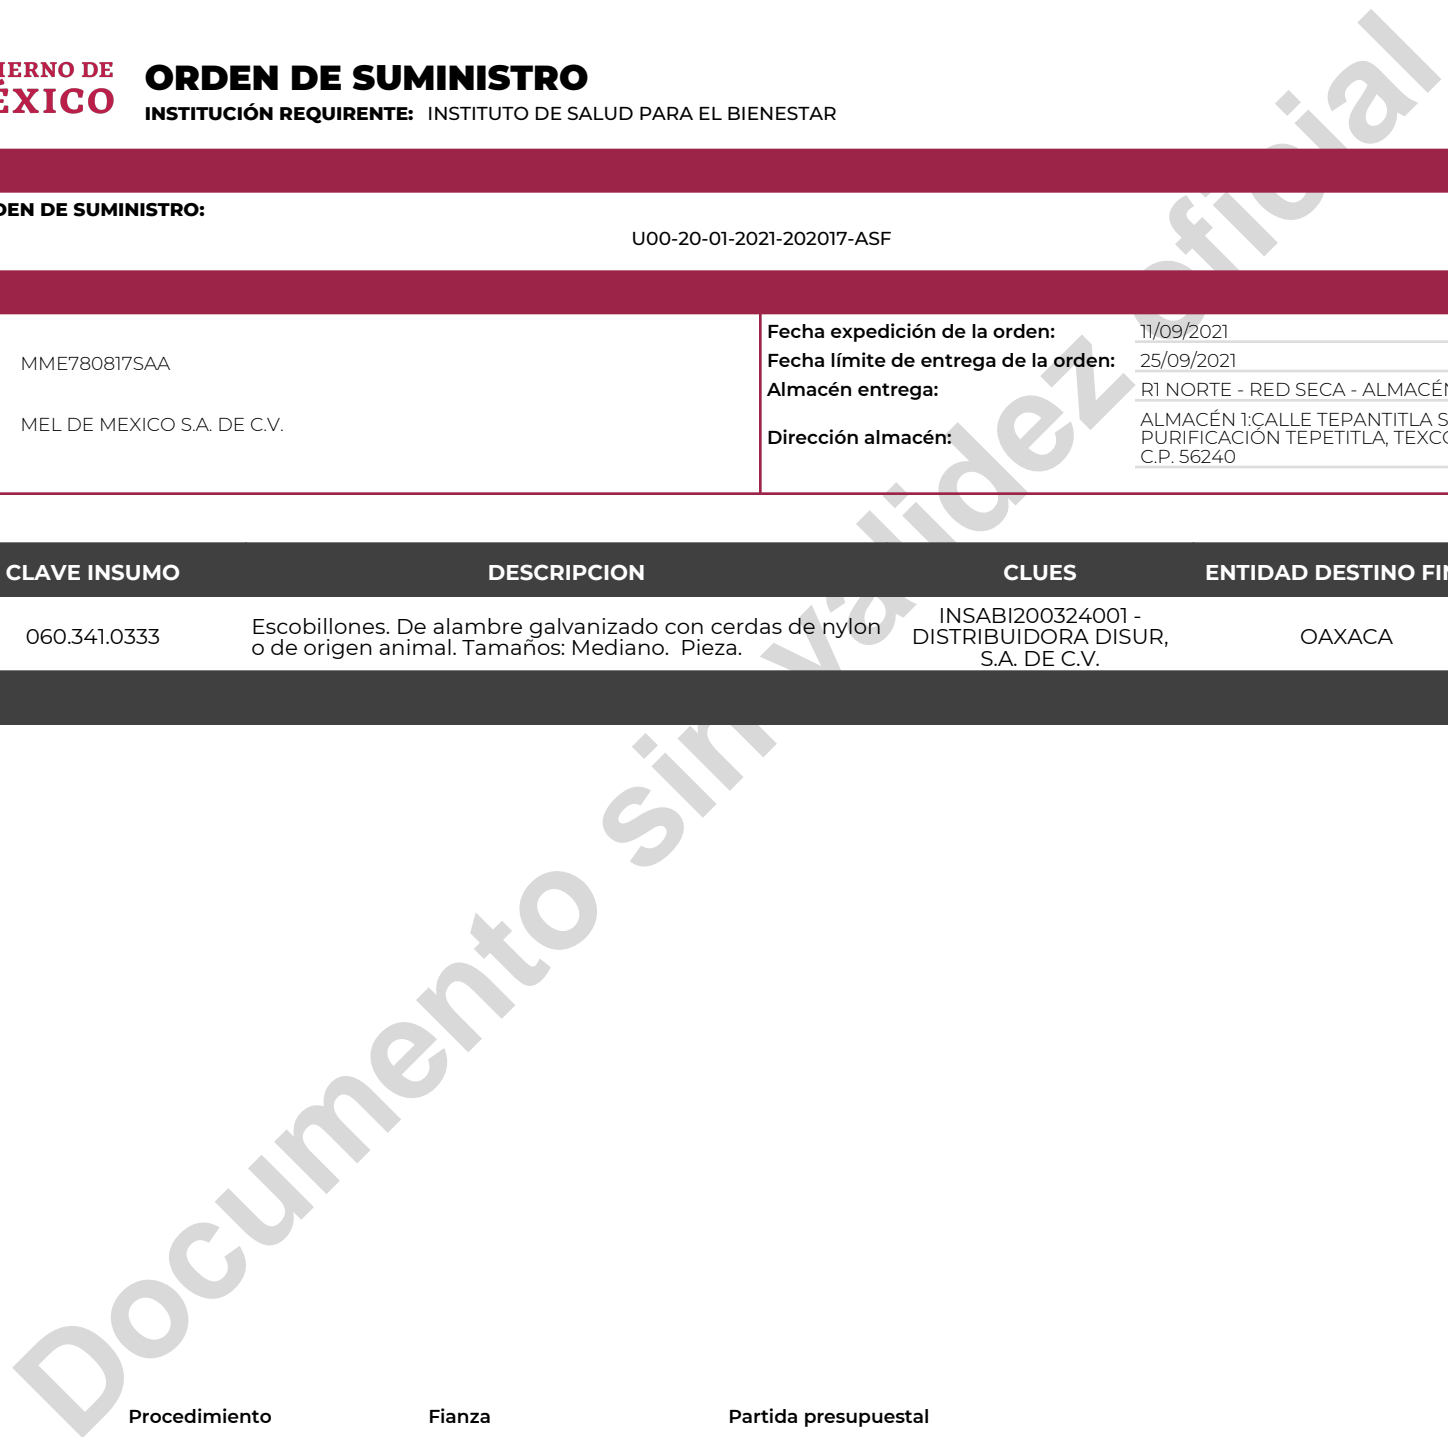 IERNO DE
ÉXICO
ORDEN DE SUMINISTRO
INSTITUCIÓN REQUIRENTE: INSTITUTO DE SALUD PARA EL BIENESTAR
DEN DE SUMINISTRO:
U00-20-01-2021-202017-ASF
MME780817SAA
MEL DE MEXICO S.A. DE C.V.
Fecha expedición de la orden: 11/09/2021
Fecha límite de entrega de la orden: 25/09/2021
Almacén entrega: R1 NORTE - RED SECA - ALMACÉN
Dirección almacén: ALMACÉN 1:CALLE TEPANTITLA S
PURIFICACIÓN TEPETITLA, TEXCO
C.P. 56240
CLAVE INSUMO DESCRIPCION CLUES ENTIDAD DESTINO FIN
060.341.0333 Escobillones. De alambre galvanizado con cerdas de nylon
o de origen animal. Tamaños: Mediano. Pieza.
INSABI200324001 -
DISTRIBUIDORA DISUR,
S.A. DE C.V.
OAXACA
Documento sin validez oficial
Procedimiento Fianza Partida presupuestal